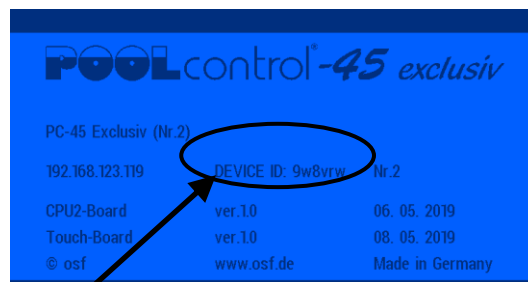 POOLcontrol®-45 exclusiv
PC-45 Exclusiv (Nr.2)
192.168.123.119 DEVICE ID: 9w8vrw Nr.2
CPU2-Board ver.1.0 06. 05. 2019
Touch-Board ver.1.0 08. 05. 2019
© osf www.osf.de Made in Germany